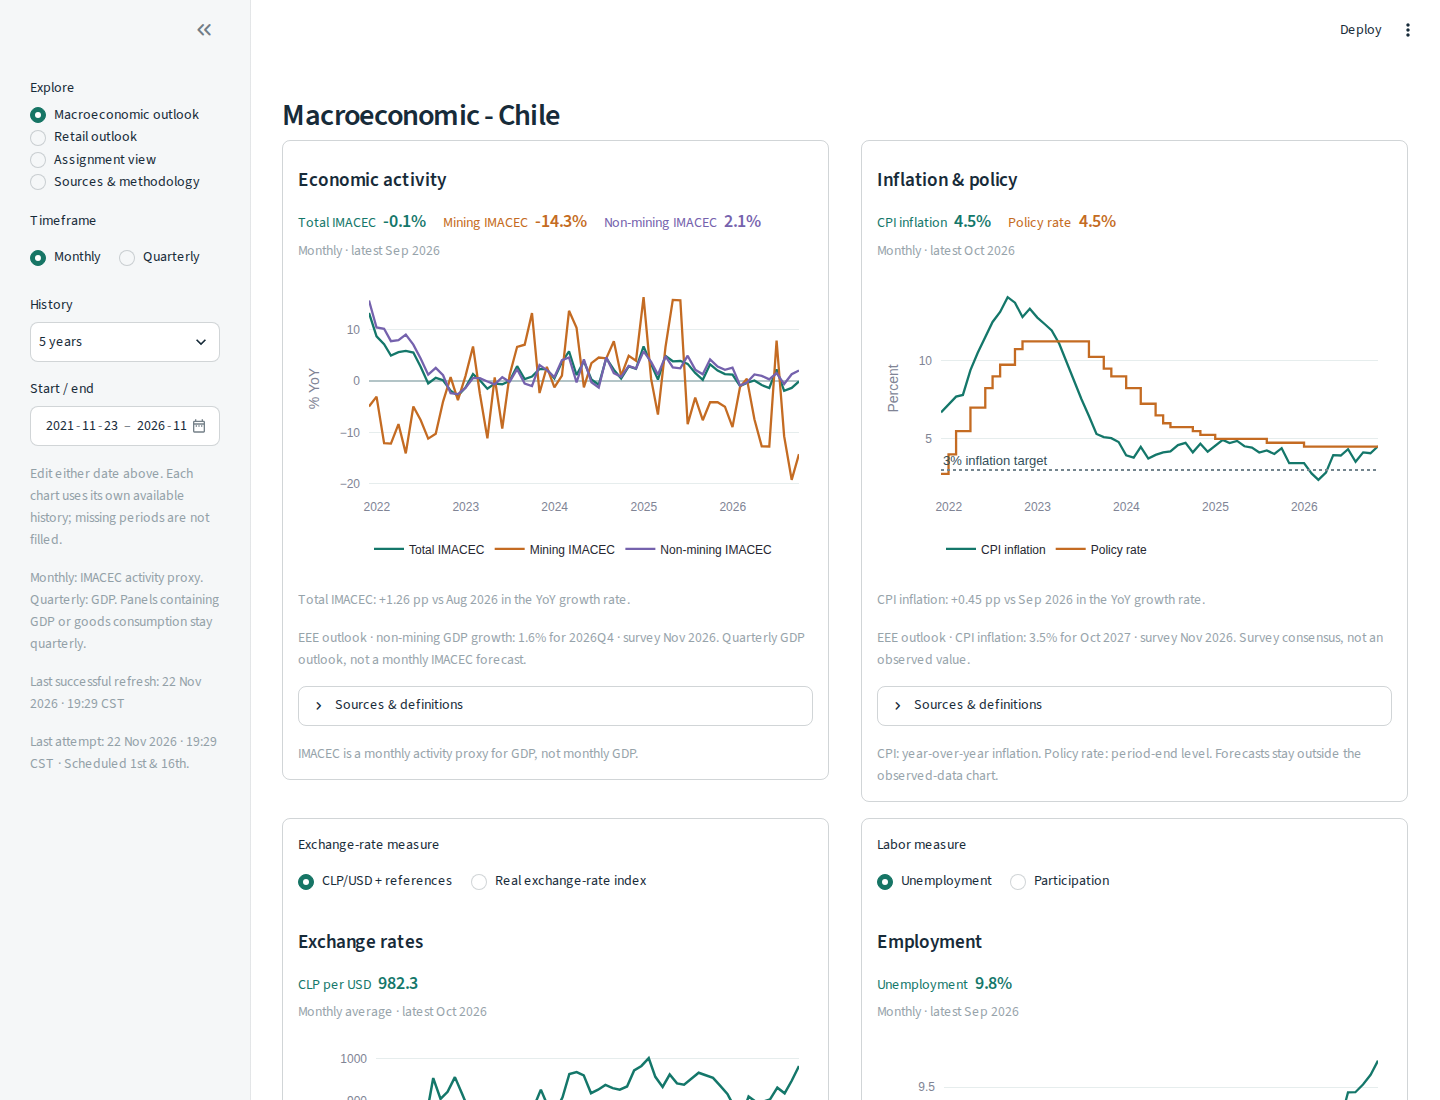 Deploy
Explore
Macroeconomic outlook
Retail outlook
Assignment view
Sources & methodology
Timeframe
Monthly
Quarterly
History
5 years
Start / end
2021-11-23 – 2026-11
Edit either date above. Each
chart uses its own available
history; missing periods are not
filled.
Monthly: IMACEC activity proxy.
Quarterly: GDP. Panels containing
GDP or goods consumption stay
quarterly.
Last successful refresh: 22 Nov
2026 · 19:29 CST
Last attempt: 22 Nov 2026 · 19:29
CST · Scheduled 1st & 16th.
Macroeconomic - Chile
Economic activity
Total IMACEC -0.1% Mining IMACEC -14.3% Non-mining IMACEC 2.1%
Monthly · latest Sep 2026
% YoY
10
0
−10
−20
2022 2023 2024 2025 2026
Total IMACEC Mining IMACEC Non-mining IMACEC
Total IMACEC: +1.26 pp vs Aug 2026 in the YoY growth rate.
EEE outlook · non-mining GDP growth: 1.6% for 2026Q4 · survey Nov 2026. Quarterly GDP
outlook, not a monthly IMACEC forecast.
Sources & definitions
IMACEC is a monthly activity proxy for GDP, not monthly GDP.
Inflation & policy
CPI inflation 4.5% Policy rate 4.5%
Monthly · latest Oct 2026
Percent
10
5
3% inflation target
2022 2023 2024 2025 2026
CPI inflation Policy rate
CPI inflation: +0.45 pp vs Sep 2026 in the YoY growth rate.
EEE outlook · CPI inflation: 3.5% for Oct 2027 · survey Nov 2026. Survey consensus, not an
observed value.
Sources & definitions
CPI: year-over-year inflation. Policy rate: period-end level. Forecasts stay outside the
observed-data chart.
Exchange-rate measure
CLP/USD + references
Real exchange-rate index
Exchange rates
CLP per USD 982.3
Monthly average · latest Oct 2026
1000
Labor measure
Unemployment
Participation
Employment
Unemployment 9.8%
Monthly · latest Sep 2026
9.5